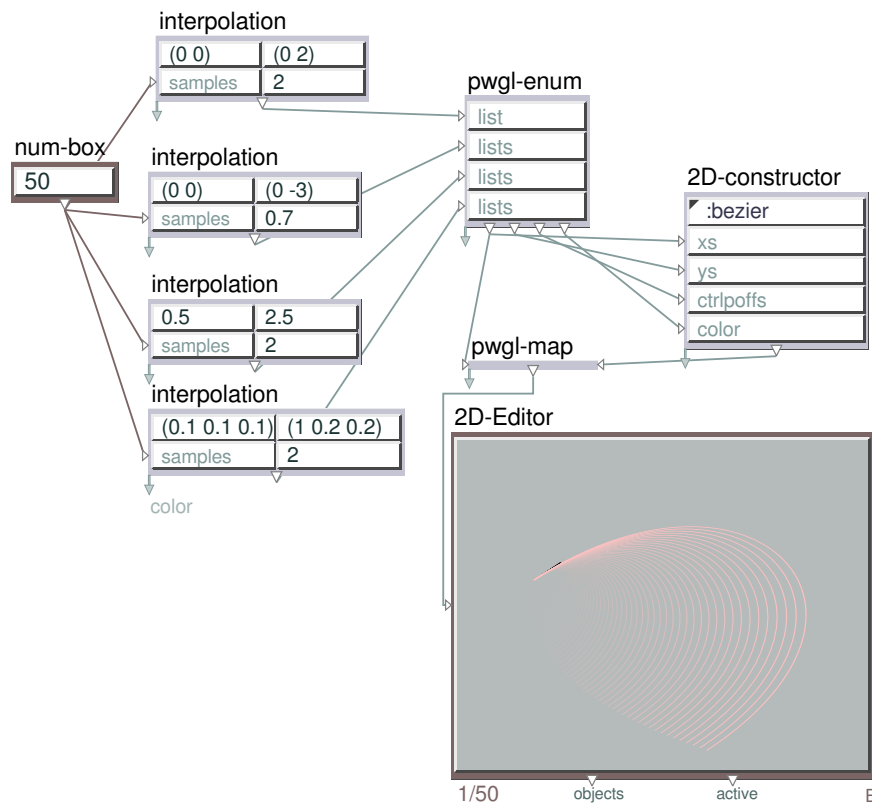 interpolation
(0 0) (0 2)
samples 2
num-box
50
interpolation
(0 0) (0 -3)
samples 0.7
interpolation
0.5 2.5
samples 2
interpolation
(0.1 0.1 0.1) (1 0.2 0.2)
samples 2
color
pwgl-enum
list
lists
lists
lists
2D-constructor
:bezier
xs
ys
ctrlpoffs
color
pwgl-map
2D-Editor
1/50 objects active E